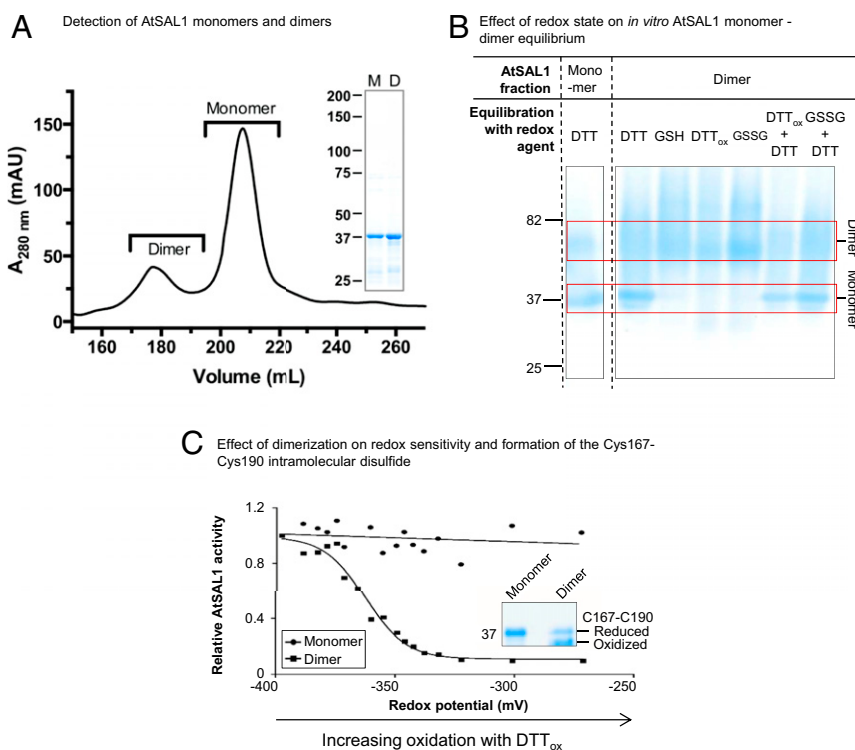 A
Detection of AtSAL1 monomers and dimers
M D
200
150
100
75
50
37
25
Monomer
Dimer
150
100
50
0
A280 nm (mAU)
160 180 200 220 240 260
Volume (mL)
B
Effect of redox state on in vitro AtSAL1 monomer -
dimer equilibrium
AtSAL1
fraction
Mono
-mer
Dimer
Equilibration
with redox
agent
DTT
DTT GSH DTTox GSSG
DTTox
+
DTT
GSSG
+
DTT
82
37
25
Dimer
Monomer
C
Effect of dimerization on redox sensitivity and formation of the Cys167-
Cys190 intramolecular disulfide
1.2
0.8
0.4
0
Relative AtSAL1 activity
Monomer
Dimer
Monomer Dimer
37
C167-C190
Reduced
Oxidized
-400 -350 -300 -250
Redox potential (mV)
Increasing oxidation with DTTox